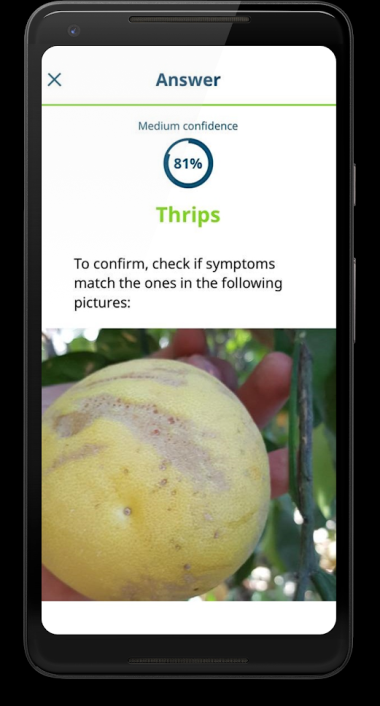 Answer
Medium confidence
81%
Thrips
To confirm, check if symptoms
match the ones in the following
pictures: